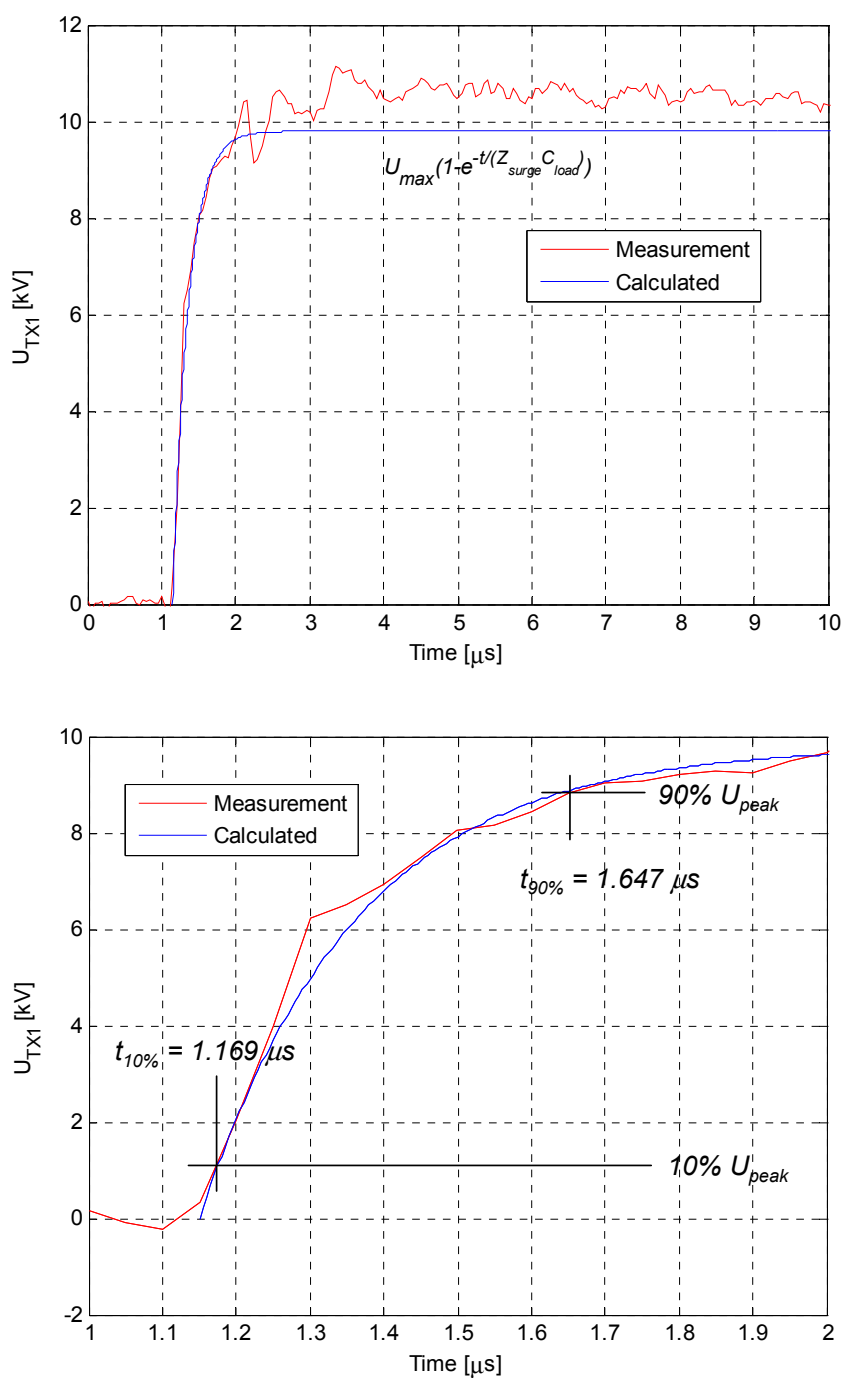 12
10
8
6
4
2
0
U_TX1 [kV]
U_max(1-e^-t/(Z_surge C_load))
Measurement
Calculated
0 1 2 3 4 5 6 7 8 9 10
Time [μs]
10
8
6
4
2
0
-2
U_TX1 [kV]
Measurement
Calculated
90% U_peak
t_90% = 1.647 μs
t_10% = 1.169 μs
10% U_peak
1 1.1 1.2 1.3 1.4 1.5 1.6 1.7 1.8 1.9 2
Time [μs]